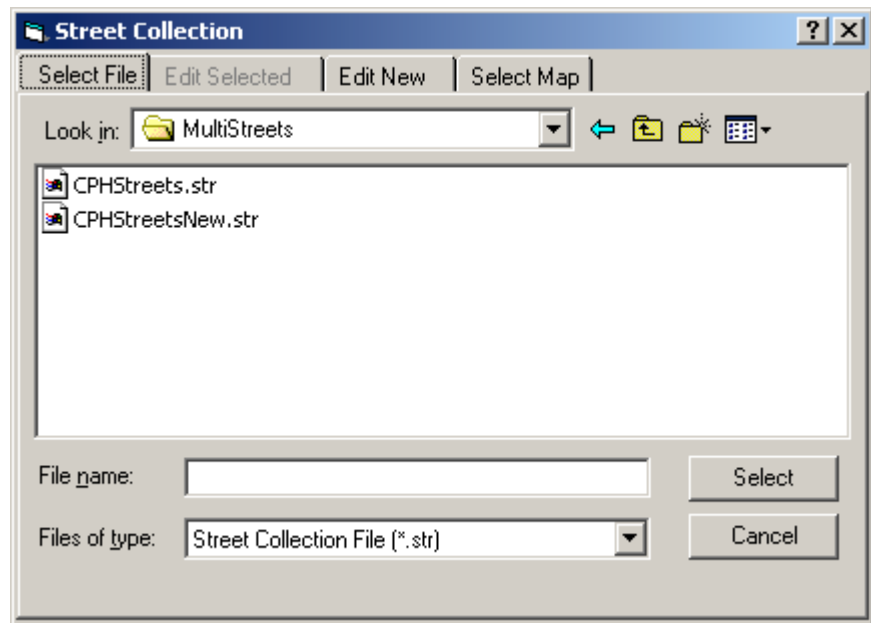 Street Collection
Select File Edit Selected Edit New Select Map
Look in: MultiStreets
CPHStreets.str
CPHStreetsNew.str
File name: Select
Files of type: Street Collection File (*.str) Cancel